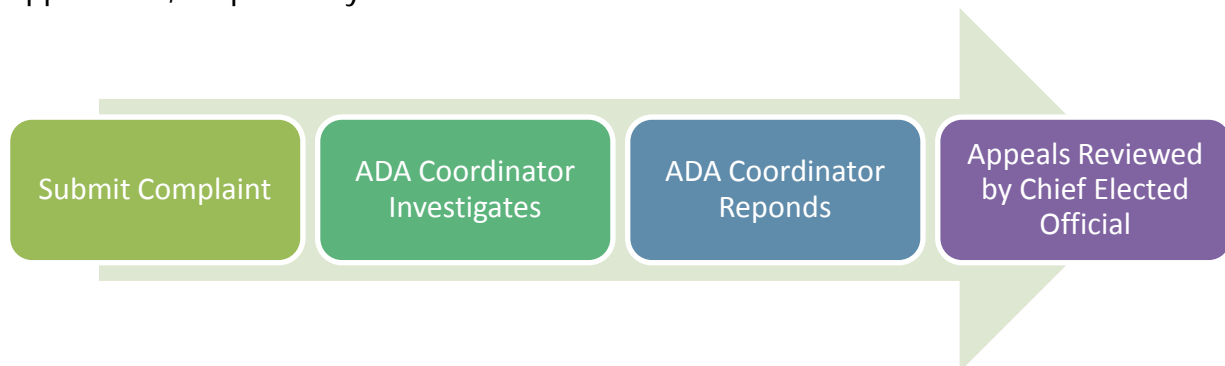 Submit Complaint
ADA Coordinator
Investigates
ADA Coordinator
Reponds
Appeals Reviewed
by Chief Elected
Official